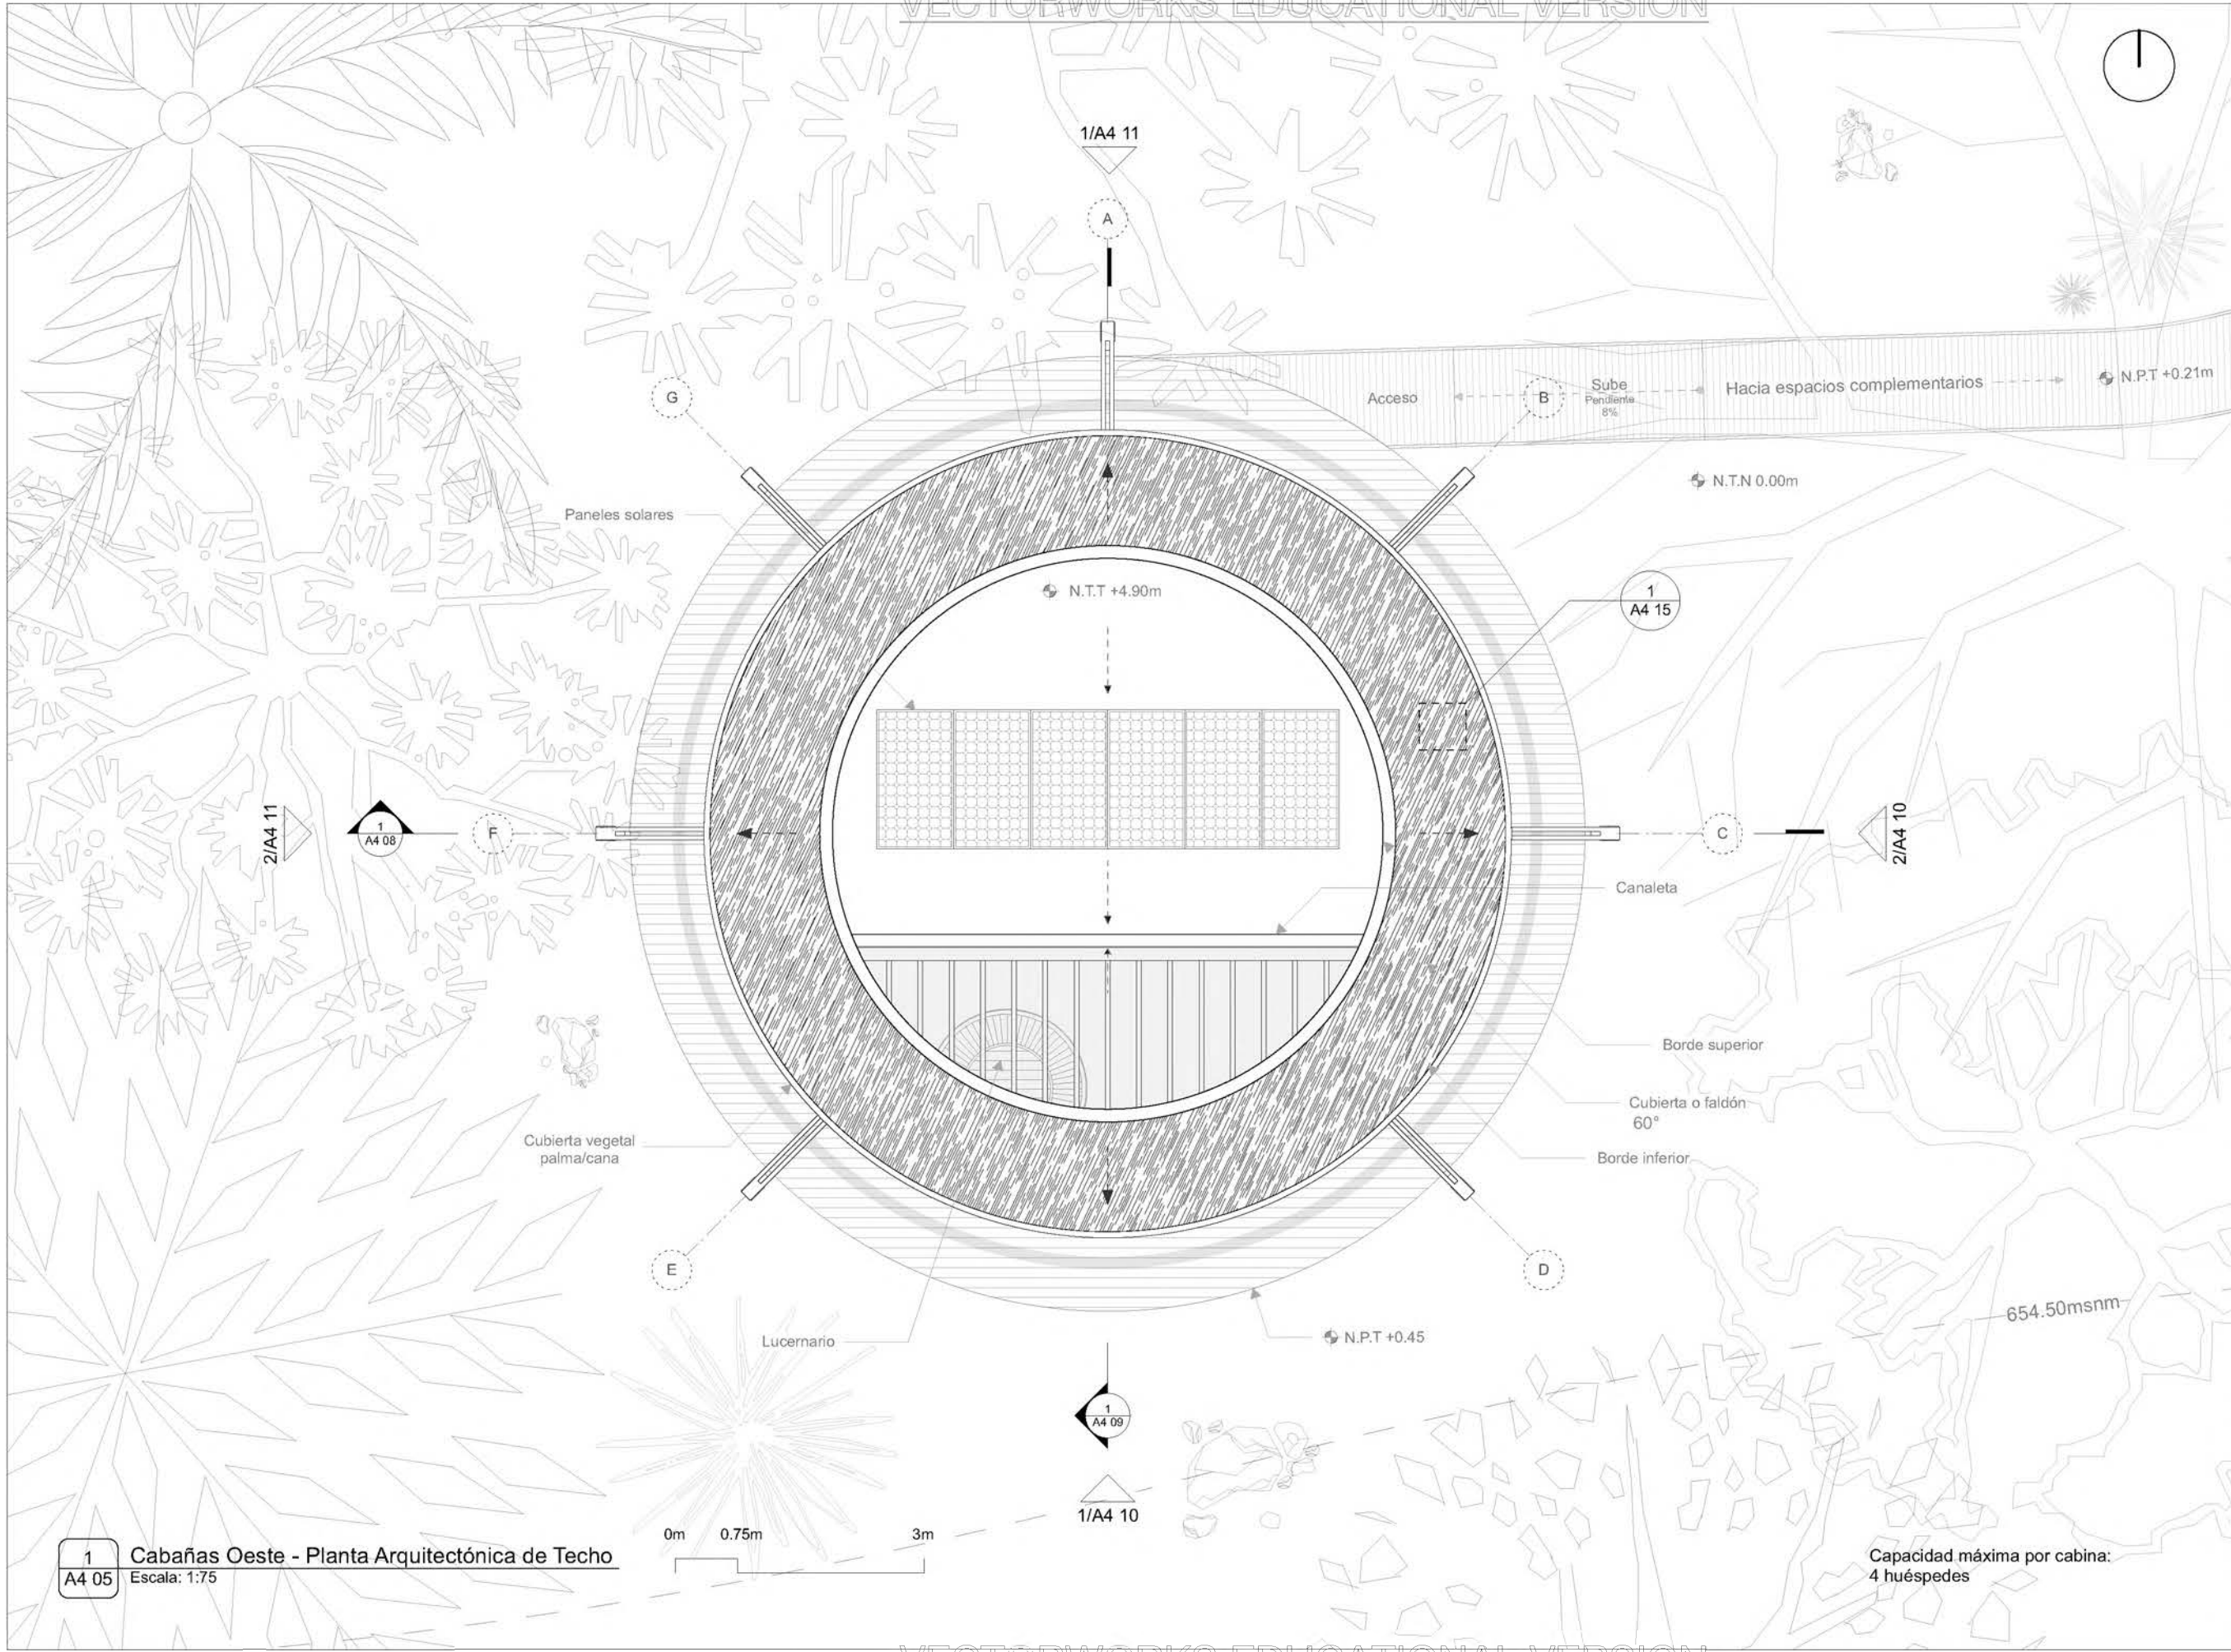 VECTORWORKS EDUCATIONAL VERSION
1/A4 11
A
G
Acceso
B
Sube
Pendiente
8%
Hacia espacios complementarios
N.P.T +0.21m
N.T.N 0.00m
Paneles solares
N.T.T +4.90m
1
A4 15
2/A4 11
1
A4 08
F
C
2/A4 10
Canaleta
Borde superior
Cubierta o faldón
60°
Cubierta vegetal
palma/cana
Borde inferior
E
D
654.50msnm
Lucernario
N.P.T +0.45
1
A4 09
1/A4 10
0m
0.75m
3m
1
A4 05
Cabañas Oeste - Planta Arquitectónica de Techo
Escala: 1:75
Capacidad máxima por cabina:
4 huéspedes
VECTORWORKS EDUCATIONAL VERSION